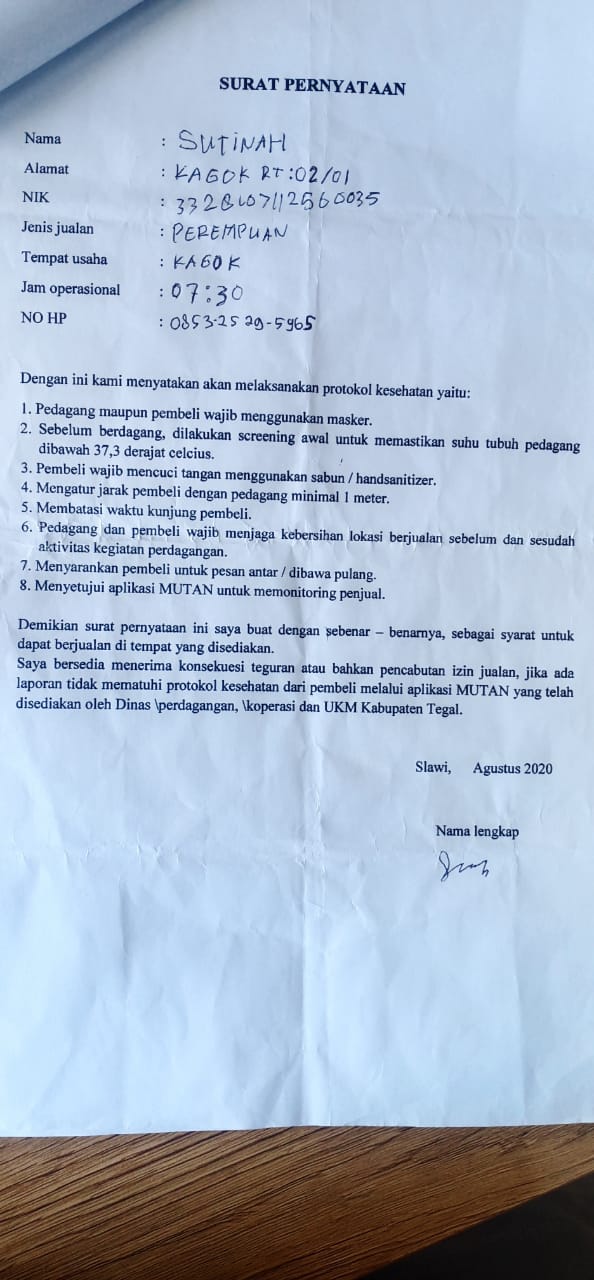 SURAT PERNYATAAN
Nama : SUTINAH
Alamat : KAGOK RT : 02/01
NIK :
Jenis jualan : PEREMPUAN
Tempat usaha : KAGOK
Jam operasional : 07:30
NO HP : 0853-2529-5965
Dengan ini kami menyatakan akan melaksanakan protokol kesehatan yaitu:
1. Pedagang maupun pembeli wajib menggunakan masker.
2. Sebelum berdagang, dilakukan screening awal untuk memastikan suhu tubuh pedagang
dibawah 37,3 derajat celcius.
3. Pembeli wajib mencuci tangan menggunakan sabun / handsanitizer.
4. Mengatur jarak pembeli dengan pedagang minimal 1 meter.
5. Membatasi waktu kunjung pembeli.
6. Pedagang dan pembeli wajib menjaga kebersihan lokasi berjualan sebelum dan sesudah
aktivitas kegiatan perdagangan.
7. Menyarankan pembeli untuk pesan antar / dibawa pulang.
8. Menyetujui aplikasi MUTAN untuk memonitoring penjual.
Demikian surat pernyataan ini saya buat dengan sebenar – benarnya, sebagai syarat untuk
dapat berjualan di tempat yang disediakan.
Saya bersedia menerima konsekuesi teguran atau bahkan pencabutan izin jualan, jika ada
laporan tidak mematuhi protokol kesehatan dari pembeli melalui aplikasi MUTAN yang telah
disediakan oleh Dinas \perdagangan, \koperasi dan UKM Kabupaten Tegal.
Slawi, Agustus 2020
Nama lengkap